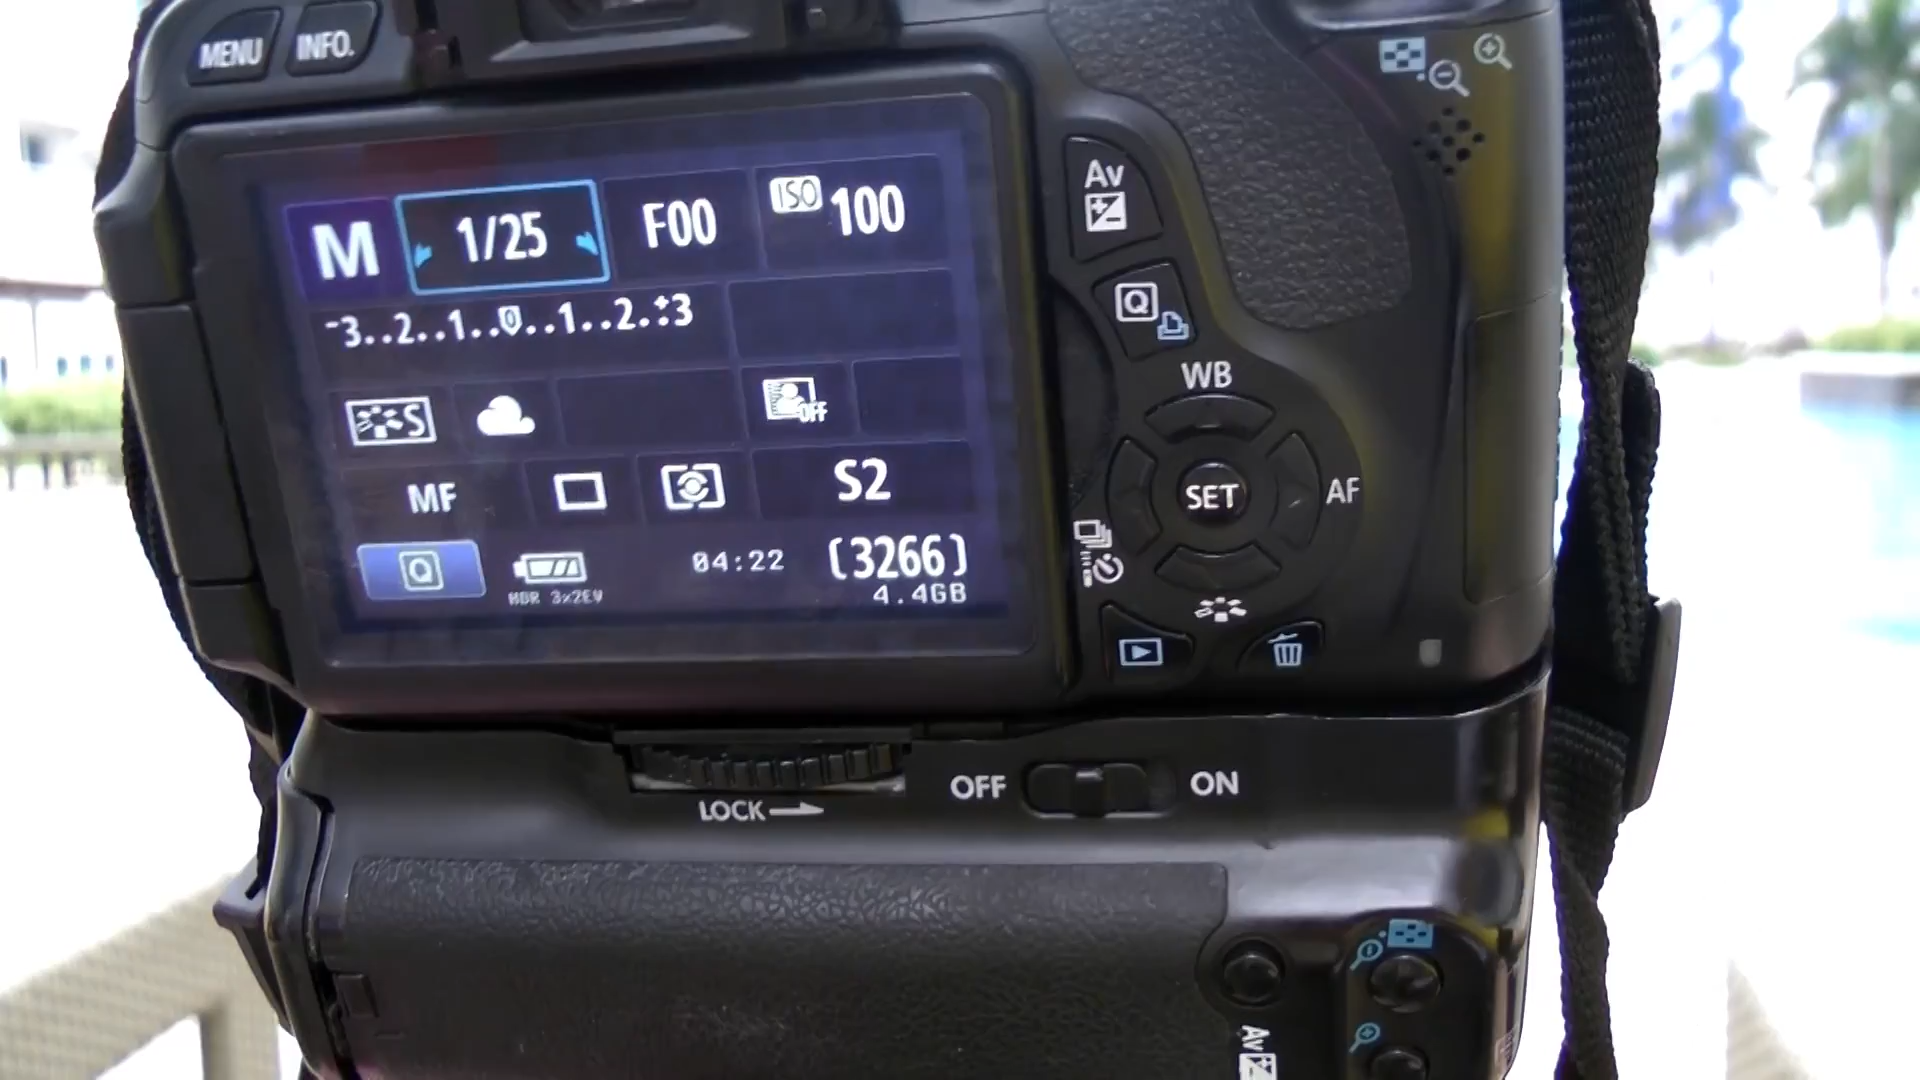 MENU INFO.
M 1/25 F00 ISO 100
-3..2..1..0..1..2..+3
S
OFF
MF S2
Q 04:22 [3266]
HDR 3x2EV 4.4GB
Av
Q
WB
SET AF
LOCK OFF ON
Av